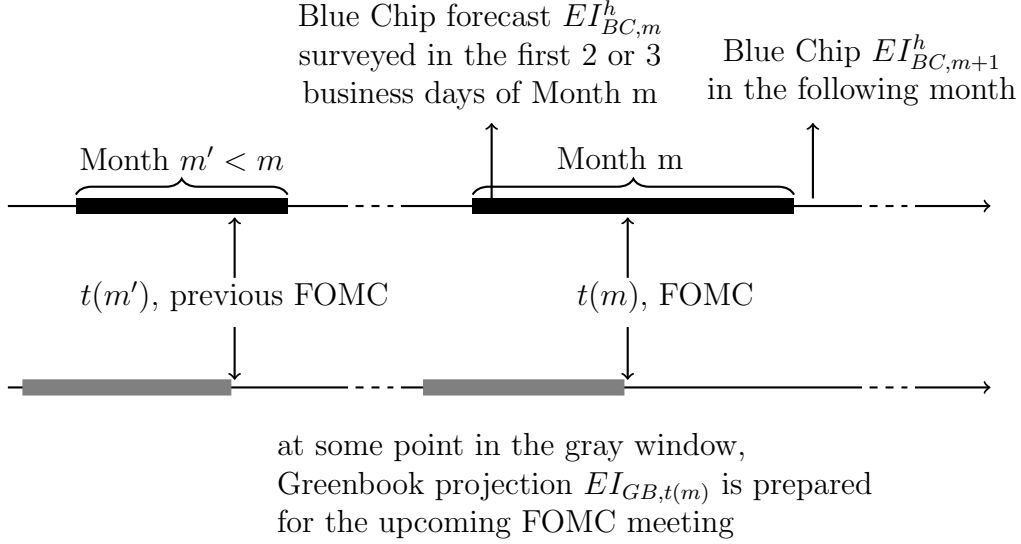 Blue Chip forecast $EI^h_{BC,m}$
surveyed in the first 2 or 3
business days of Month m
Blue Chip $EI^h_{BC,m+1}$
in the following month
Month $m' < m$
Month m
$t(m')$, previous FOMC
$t(m)$, FOMC
at some point in the gray window,
Greenbook projection $EI_{GB,t(m)}$ is prepared
for the upcoming FOMC meeting